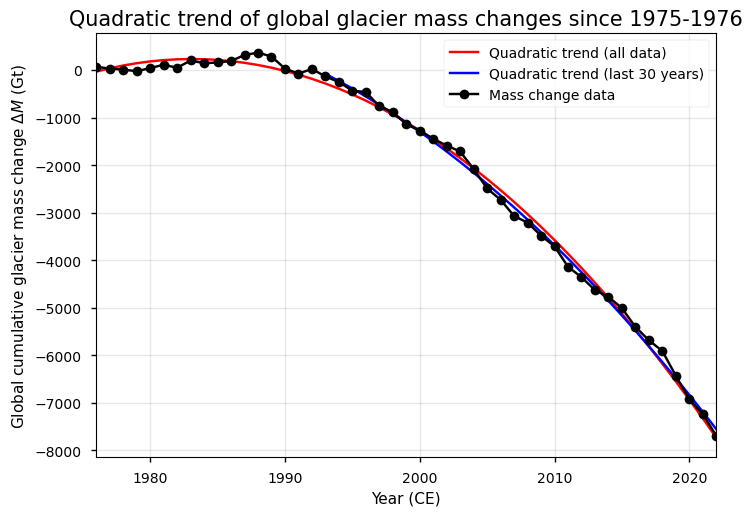 Quadratic trend of global glacier mass changes since 1975-1976
Quadratic trend (all data)
Quadratic trend (last 30 years)
Mass change data
Global cumulative glacier mass change ΔM (Gt)
0
−1000
−2000
−3000
−4000
−5000
−6000
−7000
−8000
1980
1990
2000
2010
2020
Year (CE)